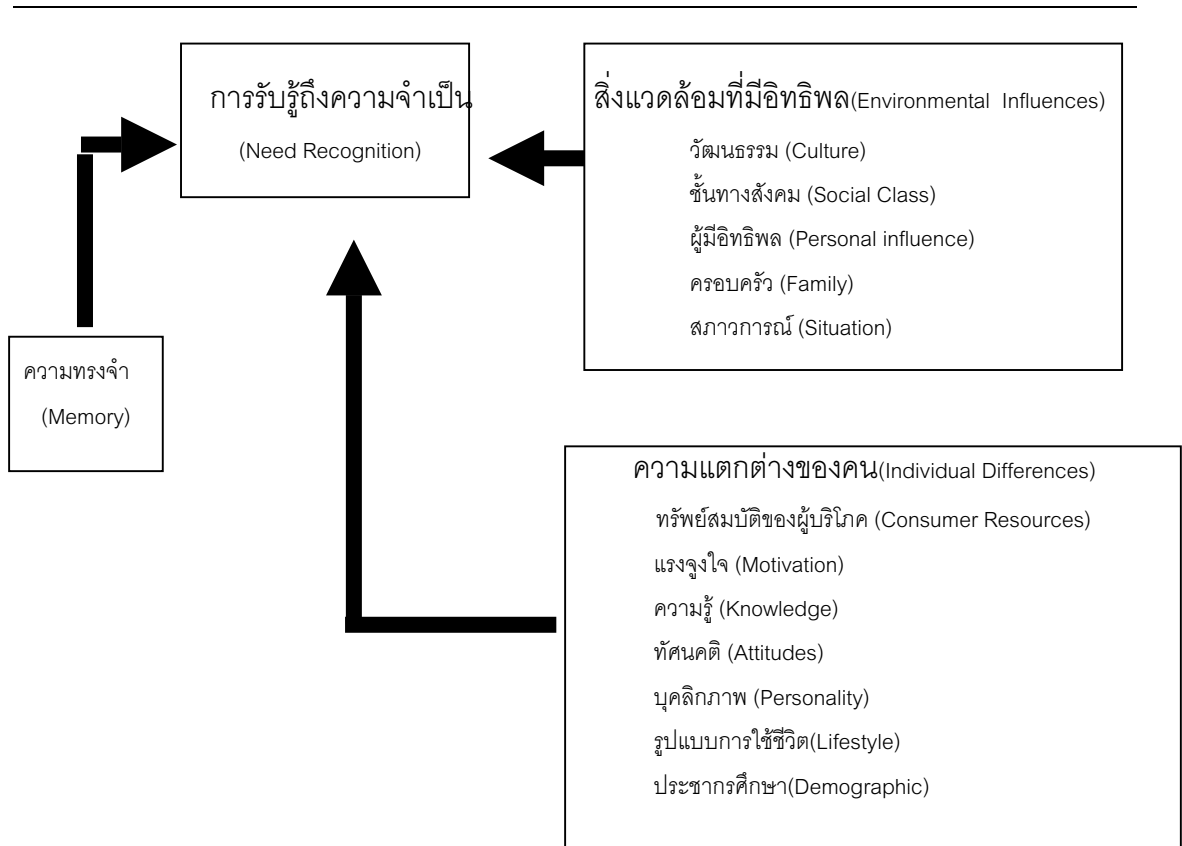 การรับรู้ถึงความจำเป็น
(Need Recognition)
สิ่งแวดล้อมที่มีอิทธิพล(Environmental Influences)
วัฒนธรรม (Culture)
ชั้นทางสังคม (Social Class)
ผู้มีอิทธิพล (Personal influence)
ครอบครัว (Family)
สภาวการณ์ (Situation)
ความทรงจำ
(Memory)
ความแตกต่างของคน(Individual Differences)
ทรัพย์สมบัติของผู้บริโภค (Consumer Resources)
แรงจูงใจ (Motivation)
ความรู้ (Knowledge)
ทัศนคติ (Attitudes)
บุคลิกภาพ (Personality)
รูปแบบการใช้ชีวิต(Lifestyle)
ประชากรศึกษา(Demographic)